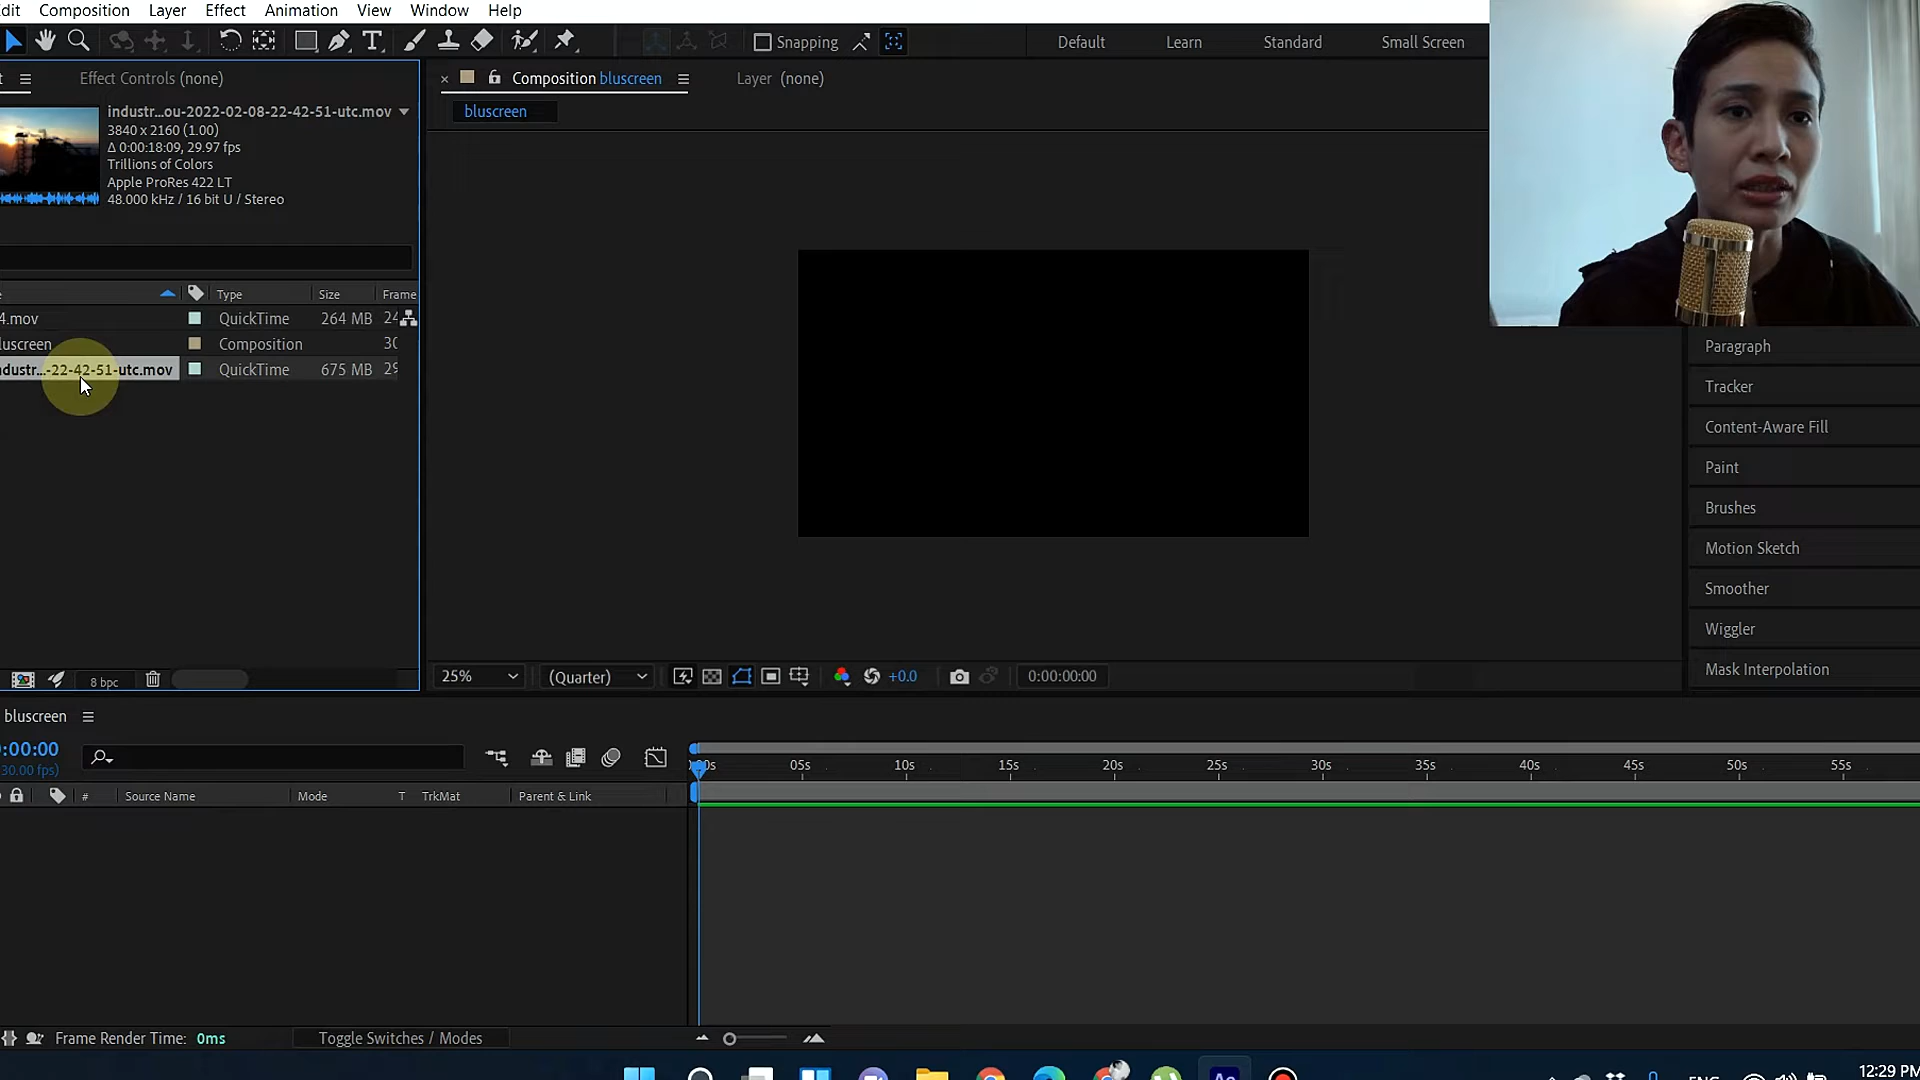 Composition Layer Effect Animation View Window Help
Snapping Default Learn Standard Small Screen
Effect Controls (none)
Composition bluscreen
Layer (none)
bluscreen
industr...ou-2022-02-08-22-42-51-utc.mov
3840 x 2160 (1.00)
Δ 0:00:18:09, 29.97 fps
Trillions of Colors
Apple ProRes 422 LT
48.000 kHz / 16 bit U / Stereo
Type Size Frame
4.mov QuickTime 264 MB 24
luscreen Composition 30
ndustr...-22-42-51-utc.mov QuickTime 675 MB 29
8 bpc
25% (Quarter) +0.0 0:00:00:00
Paragraph
Tracker
Content-Aware Fill
Paint
Brushes
Motion Sketch
Smoother
Wiggler
Mask Interpolation
bluscreen
:00:00
30.00 fps)
05s 10s 15s 20s 25s 30s 35s 40s 45s 50s 55s
# Source Name Mode T TrkMat Parent & Link
Frame Render Time: 0ms Toggle Switches / Modes
12:29 PM